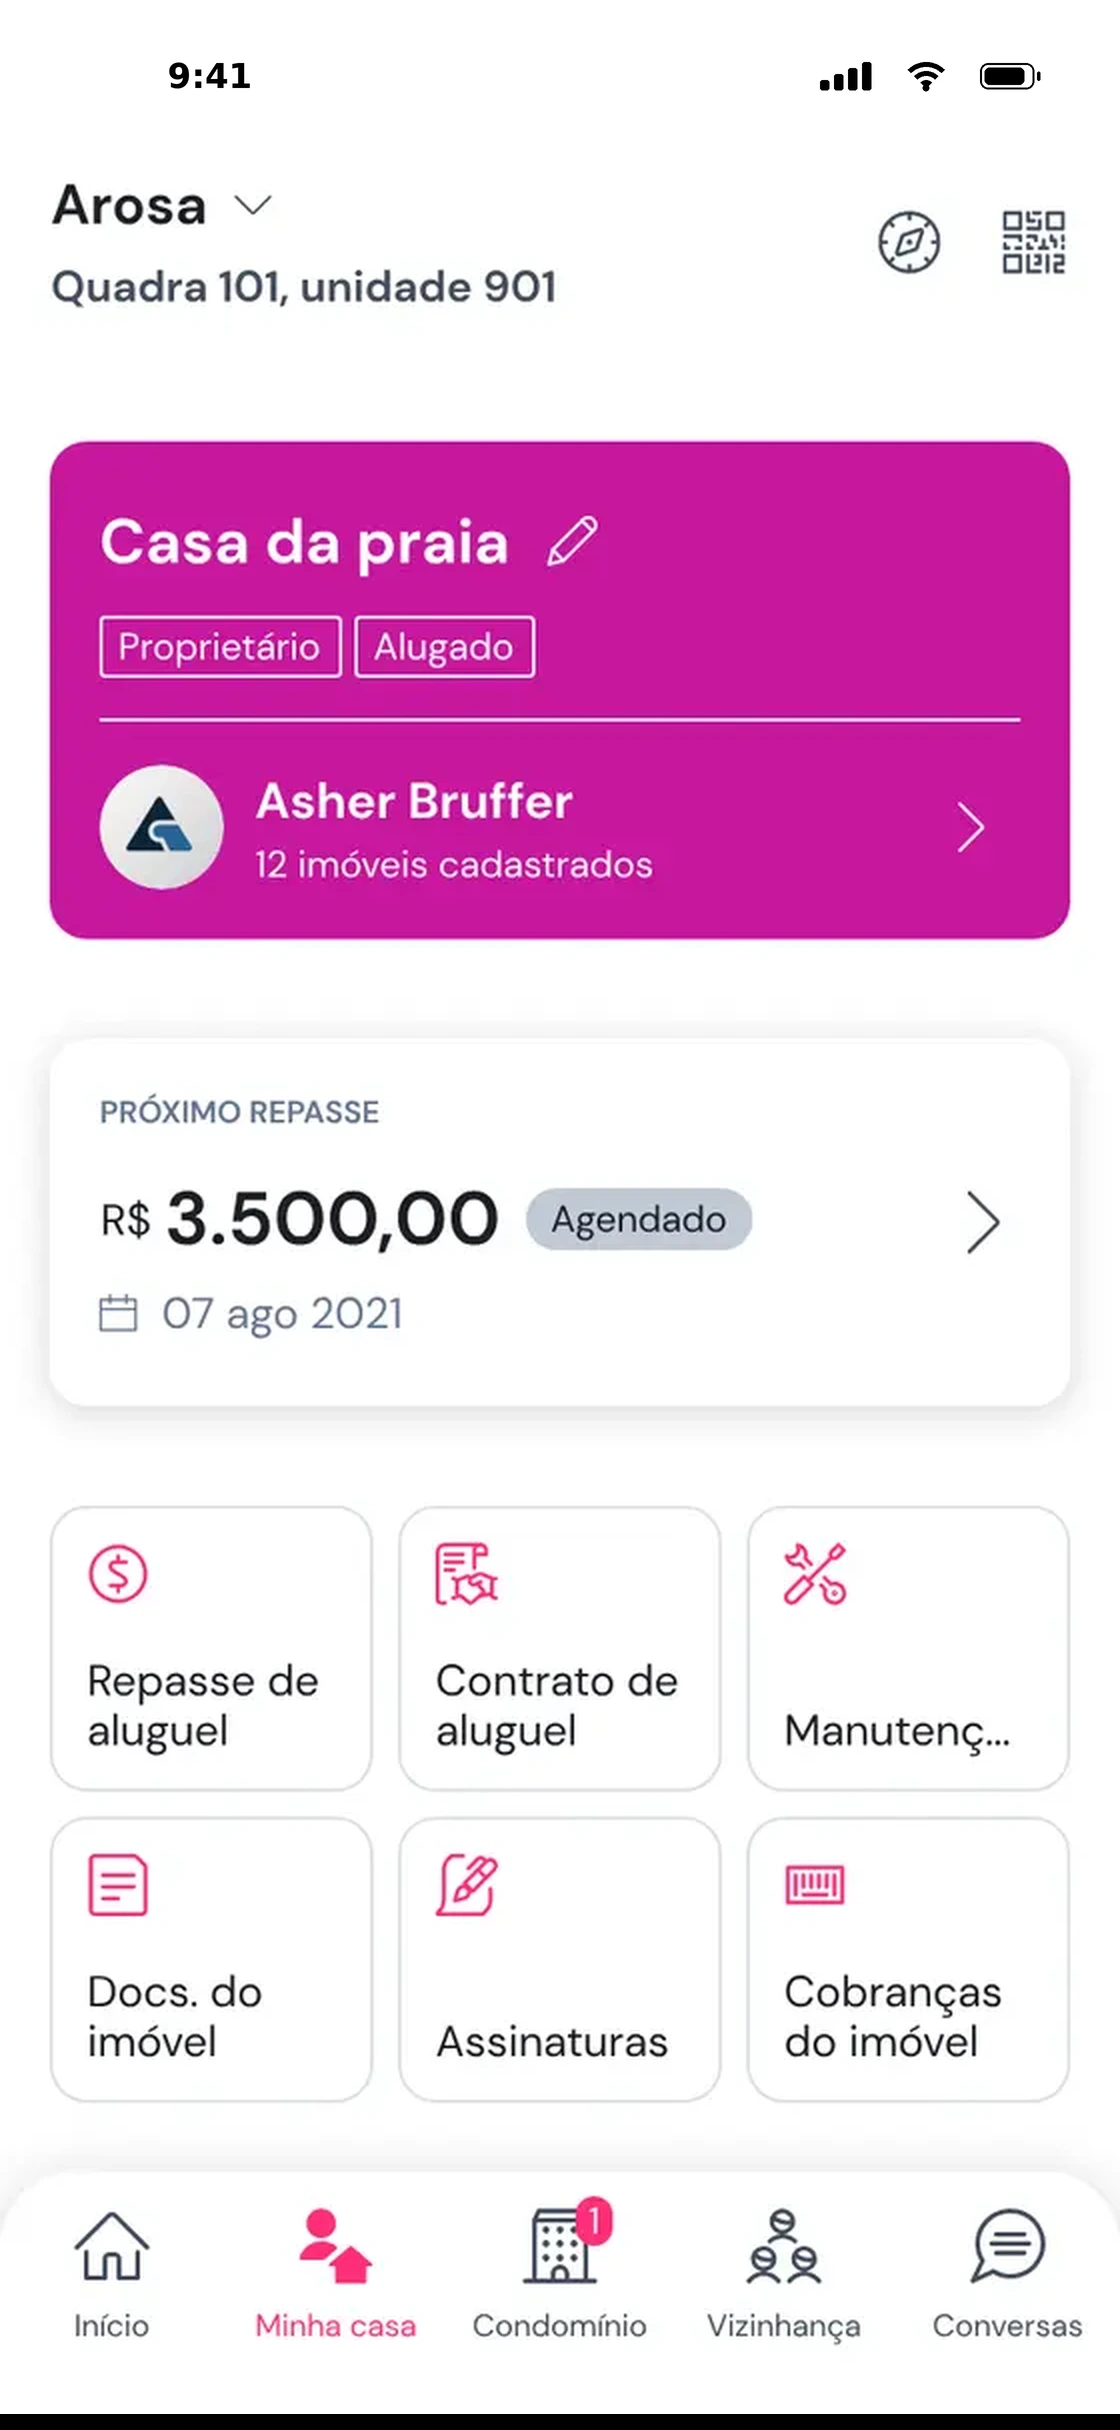 9:41
Arosa
Quadra 101, unidade 901
Casa da praia
Proprietário
Alugado
Asher Bruffer
12 imóveis cadastrados
PRÓXIMO REPASSE
R$ 3.500,00
Agendado
07 ago 2021
Repasse de
aluguel
Contrato de
aluguel
Manutenç...
Docs. do
imóvel
Assinaturas
Cobranças
do imóvel
1
Início
Minha casa
Condomínio
Vizinhança
Conversas